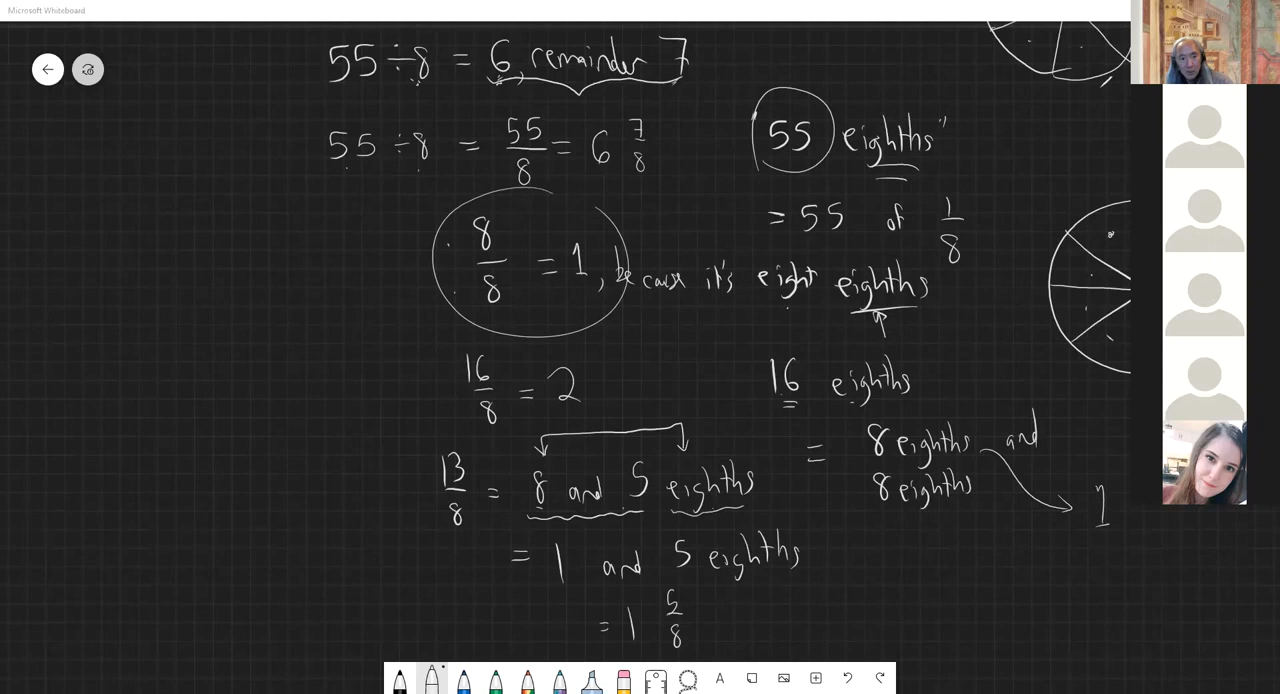 Microsoft Whiteboard
55 ÷ 8 = 6 remainder 7
55 ÷ 8 = 55/8 = 6 7/8
55 eighths"
= 55 of 1/8
8/8 = 1, because it's eight eighths
16/8 = 2
16 eighths
= 8 eighths and
8 eighths
1
13/8 = 8 and 5 eighths
= 1 and 5 eighths
= 1 5/8
A